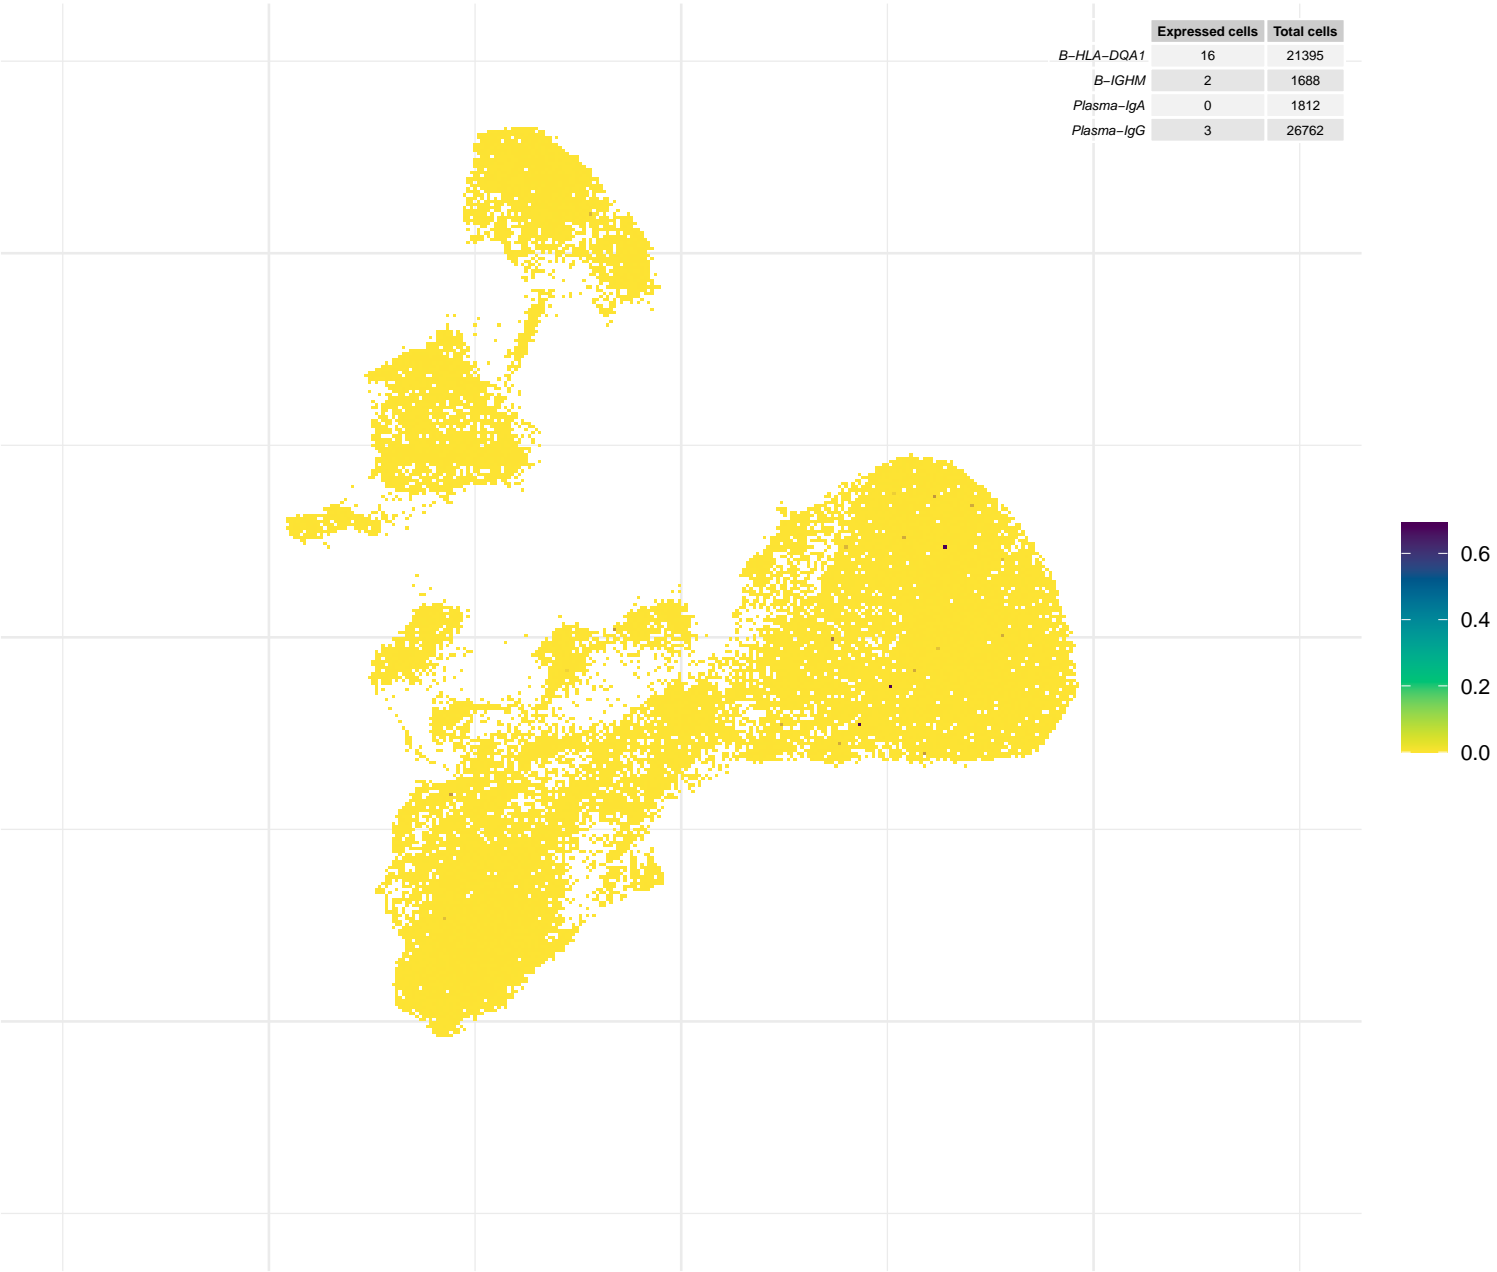 Expressed cells Total cells
B−HLA−DQA1 16 21395
B−IGHM 2 1688
Plasma−IgA 0 1812
Plasma−IgG 3 26762
0.6
0.4
0.2
0.0